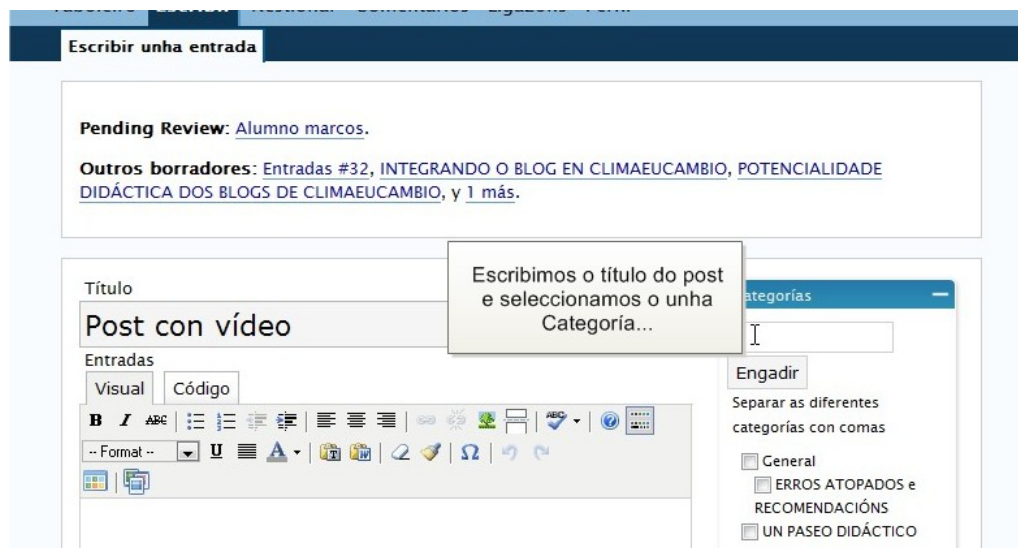 Escribir unha entrada
Pending Review: Alumno marcos.
Outros borradores: Entradas #32, INTEGRANDO O BLOG EN CLIMAEUCAMBIO, POTENCIALIDADE
DIDÁCTICA DOS BLOGS DE CLIMAEUCAMBIO, y 1 más.
Escribimos o título do post
e seleccionamos o unha
Categoría...
Título
Post con vídeo
Entradas
Visual Código
B I ABC ABC
-- Format -- U A T W Ω
ategorías
Engadir
Separar as diferentes
categorías con comas
General
ERROS ATOPADOS e
RECOMENDACIÓNS
UN PASEO DIDÁCTICO